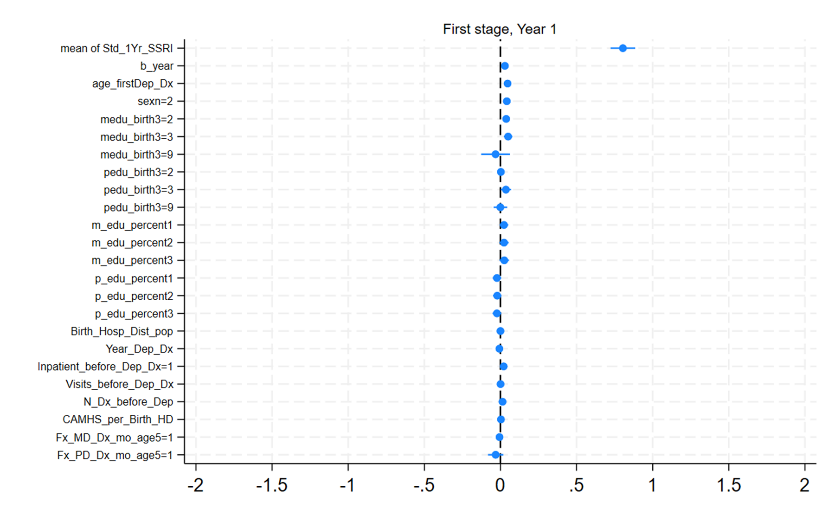 First stage, Year 1
mean of Std_1Yr_SSRI
b_year
age_firstDep_Dx
sexn=2
medu_birth3=2
medu_birth3=3
medu_birth3=9
pedu_birth3=2
pedu_birth3=3
pedu_birth3=9
m_edu_percent1
m_edu_percent2
m_edu_percent3
p_edu_percent1
p_edu_percent2
p_edu_percent3
Birth_Hosp_Dist_pop
Year_Dep_Dx
Inpatient_before_Dep_Dx=1
Visits_before_Dep_Dx
N_Dx_before_Dep
CAMHS_per_Birth_HD
Fx_MD_Dx_mo_age5=1
Fx_PD_Dx_mo_age5=1
-2 -1.5 -1 -.5 0 .5 1 1.5 2